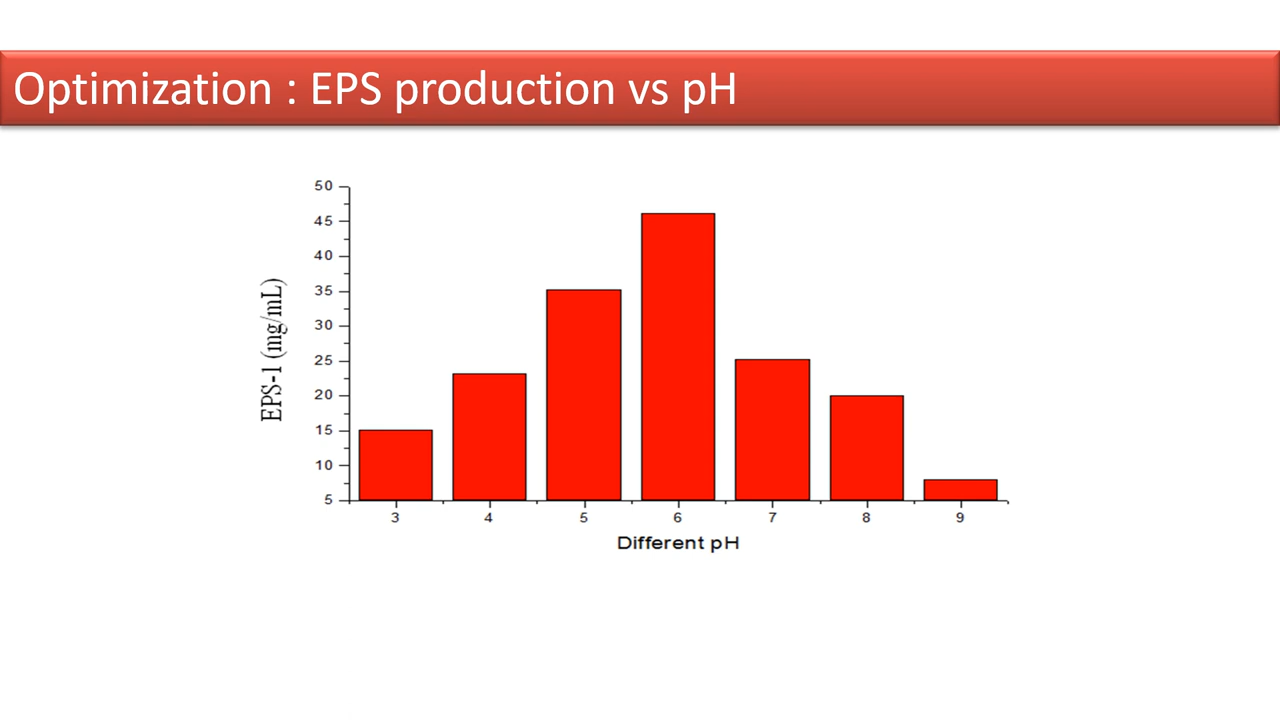 Optimization : EPS production vs pH
EPS-1 (mg/mL)
50
45
40
35
30
25
20
15
10
5
3 4 5 6 7 8 9
Different pH